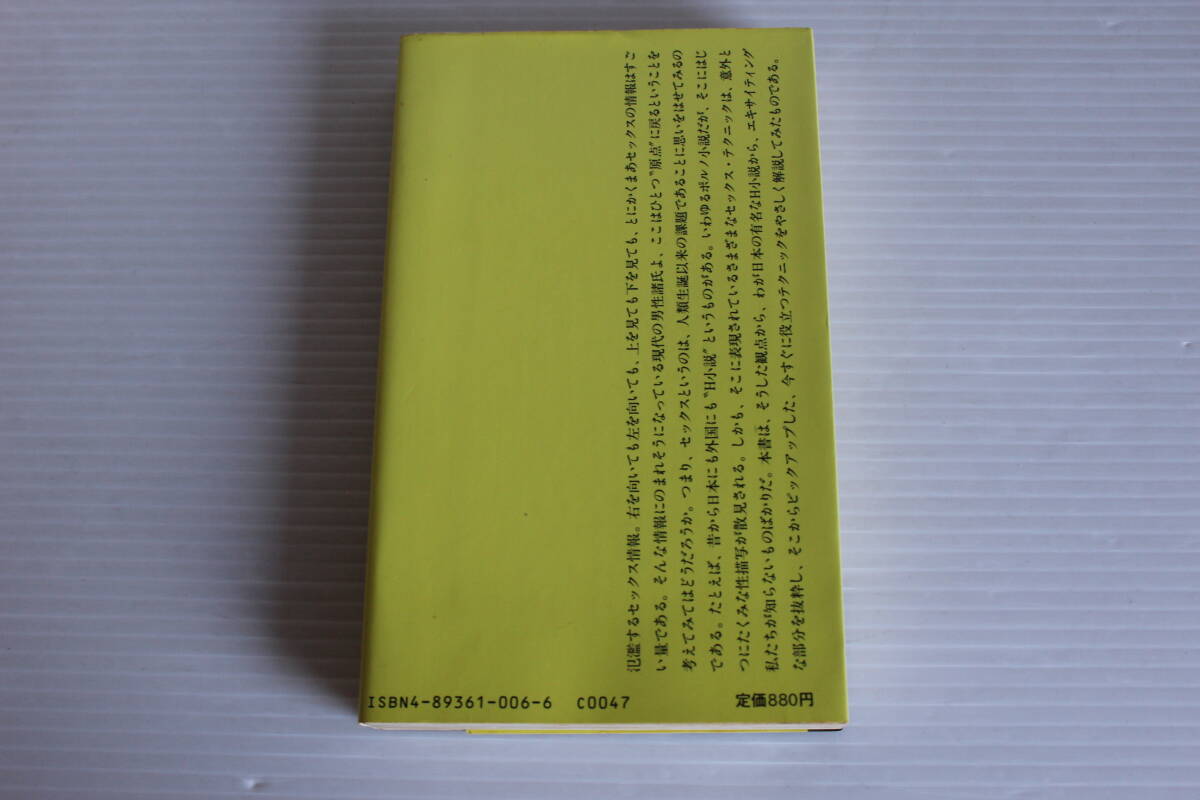 氾濫するセックス情報。右を向いても左を向いても、上を見ても下を見ても、とにかくまあセックスの情報はすご
い量である。そんな情報にのまれそうになっている現代の男性諸氏よ、ここはひとつ"原点"に戻るということを
考えてみてはどうだろうか。つまり、セックスというのは、人類生誕以来の課題であることに思いをはせてみるの
である。たとえば、昔から日本にも外国にも"H小説"というものがある。いわゆるポルノ小説だが、そこにはじ
つにたくみな性描写が散見される。しかも、そこに表現されているさまざまなセックス・テクニックは、意外と
私たちが知らないものばかりだ。本書は、そうした観点から、わが日本の有名なH小説から、エキサイティング
な部分を抜粋し、そこからピックアップした、今すぐに役立つテクニックをやさしく解説してみたものである。
ISBN4-89361-006-6 C0047
定価880円